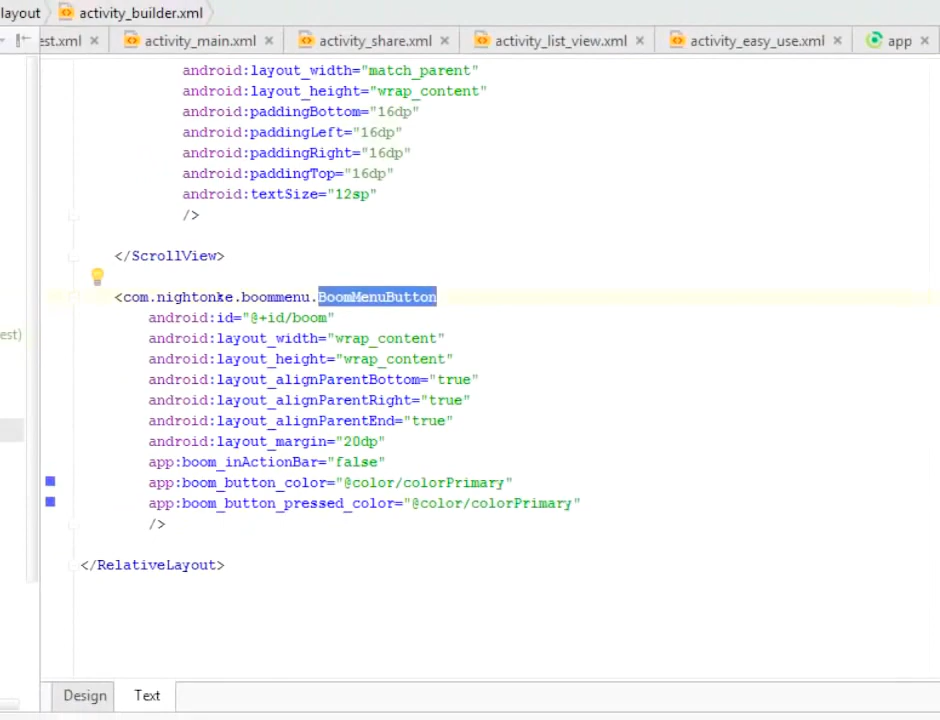 layout activity_builder.xml
est.xml activity_main.xml activity_share.xml activity_list_view.xml activity_easy_use.xml app
android:layout_width="match_parent"
android:layout_height="wrap_content"
android:paddingBottom="16dp"
android:paddingLeft="16dp"
android:paddingRight="16dp"
android:paddingTop="16dp"
android:textSize="12sp"
/>
</ScrollView>
<com.nightonke.boommenu.BoomMenuButton
android:id="@+id/boom"
est)
android:layout_width="wrap_content"
android:layout_height="wrap_content"
android:layout_alignParentBottom="true"
android:layout_alignParentRight="true"
android:layout_alignParentEnd="true"
android:layout_margin="20dp"
app:boom_inActionBar="false"
app:boom_button_color="@color/colorPrimary"
app:boom_button_pressed_color="@color/colorPrimary"
/>
</RelativeLayout>
Design Text